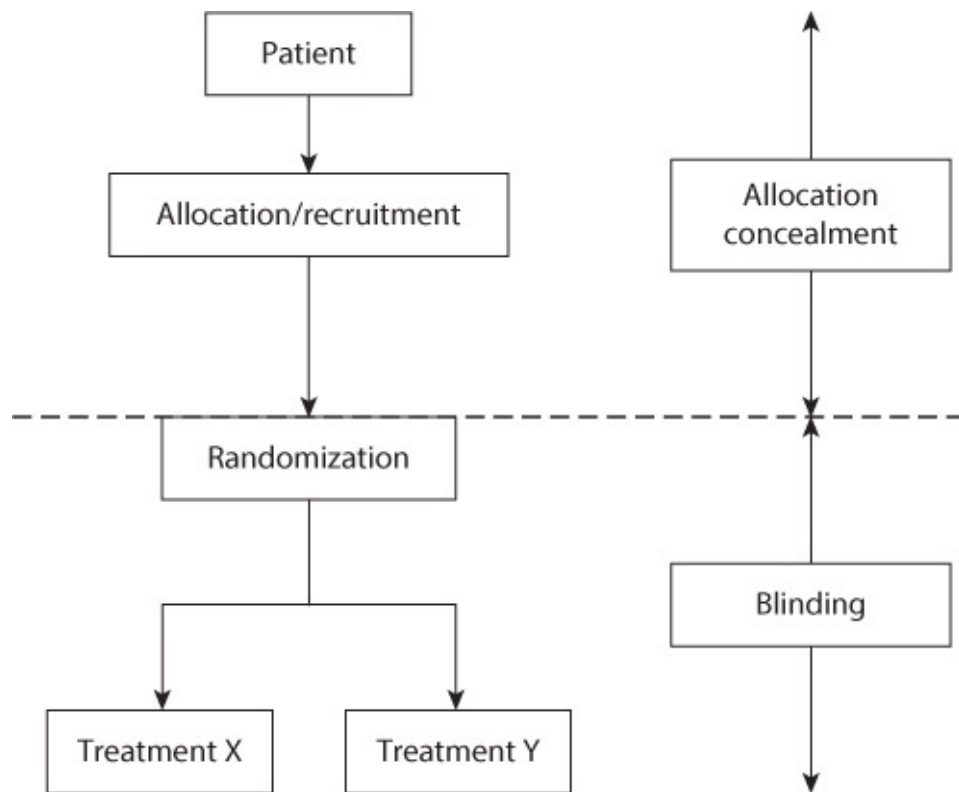 Patient
Allocation/recruitment
Allocation
concealment
Randomization
Blinding
Treatment X
Treatment Y